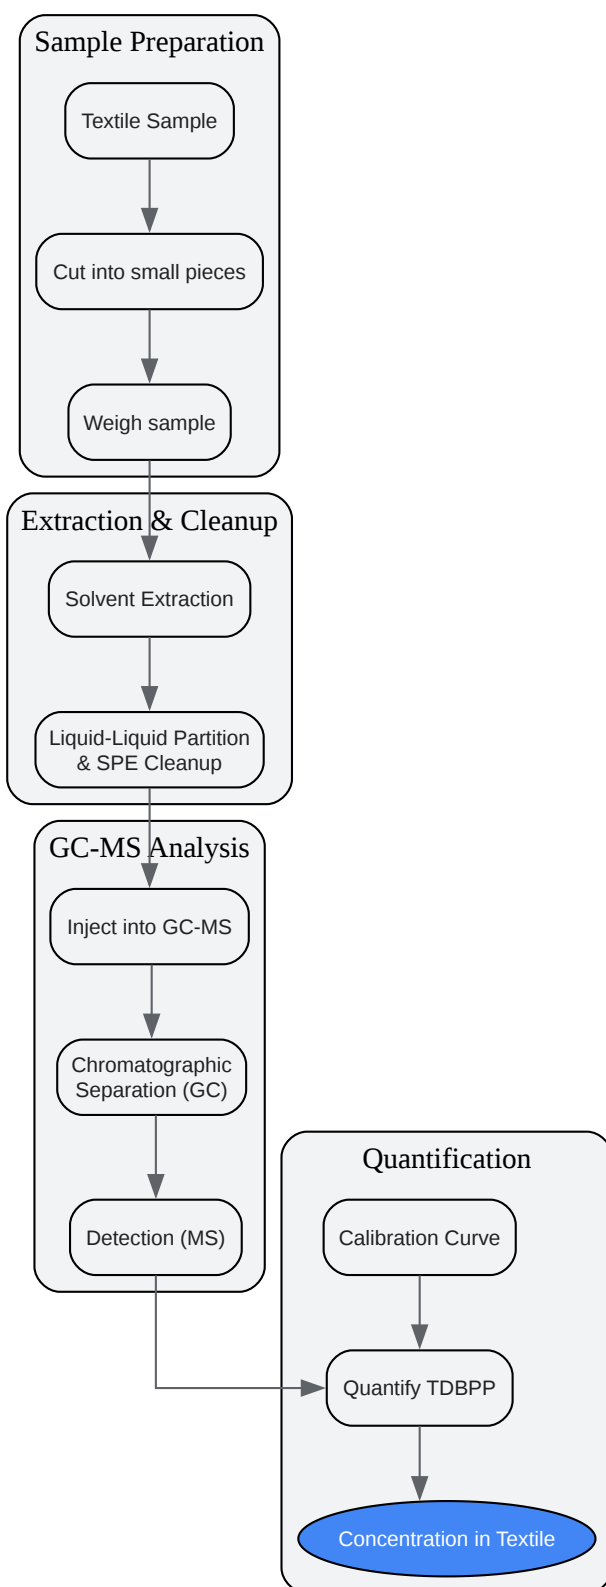 Sample Preparation
Textile Sample
Cut into small pieces
Weigh sample
Extraction & Cleanup
Solvent Extraction
Liquid-Liquid Partition
& SPE Cleanup
GC-MS Analysis
Inject into GC-MS
Chromatographic
Separation (GC)
Detection (MS)
Quantification
Calibration Curve
Quantify TDBPP
Concentration in Textile